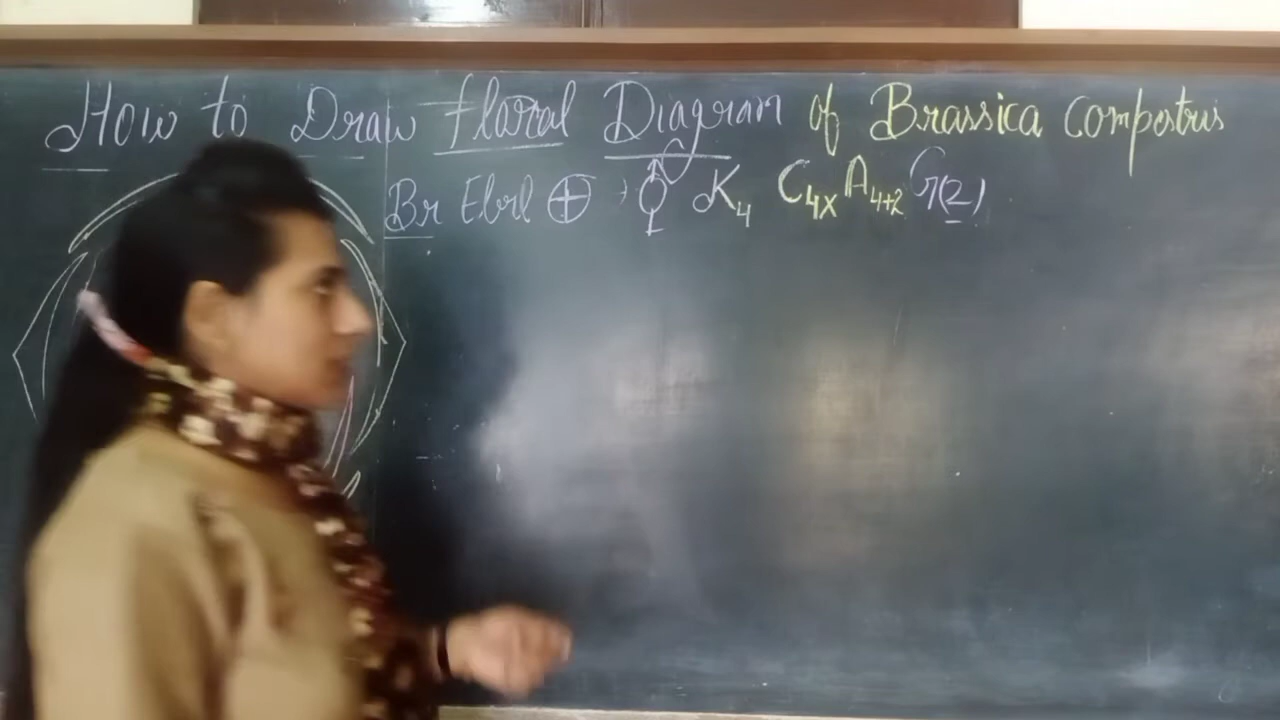 How to Draw floral Diagram of Brassica compestris
Br Ebrl ⊕ ⚥ K4 C4x A4+2 G(2)